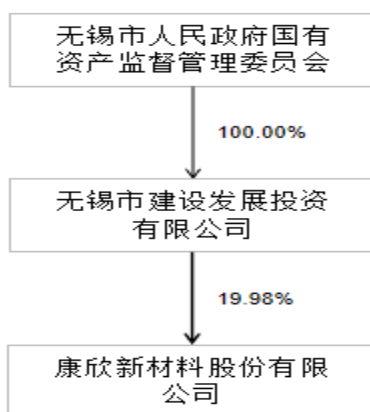 无锡市人民政府国有
资产监督管理委员会
100.00%
无锡市建设发展投资
有限公司
19.98%
康欣新材料股份有限
公司